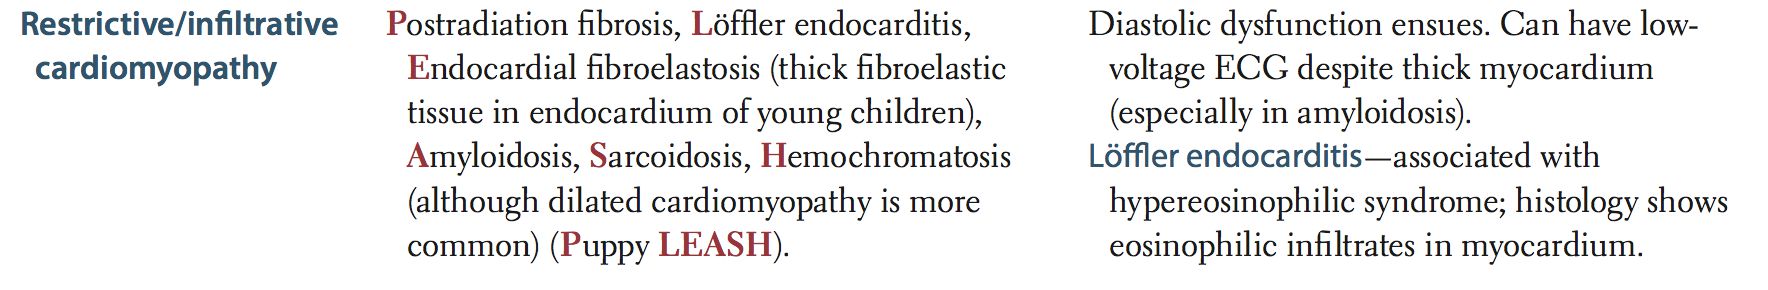 Restrictive/infiltrative
cardiomyopathy
Postradiation fibrosis, Löffler endocarditis,
Endocardial fibroelastosis (thick fibroelastic
tissue in endocardium of young children),
Amyloidosis, Sarcoidosis, Hemochromatosis
(although dilated cardiomyopathy is more
common) (Puppy LEASH).
Diastolic dysfunction ensues. Can have low-
voltage ECG despite thick myocardium
(especially in amyloidosis).
Löffler endocarditis—associated with
hypereosinophilic syndrome; histology shows
eosinophilic infiltrates in myocardium.